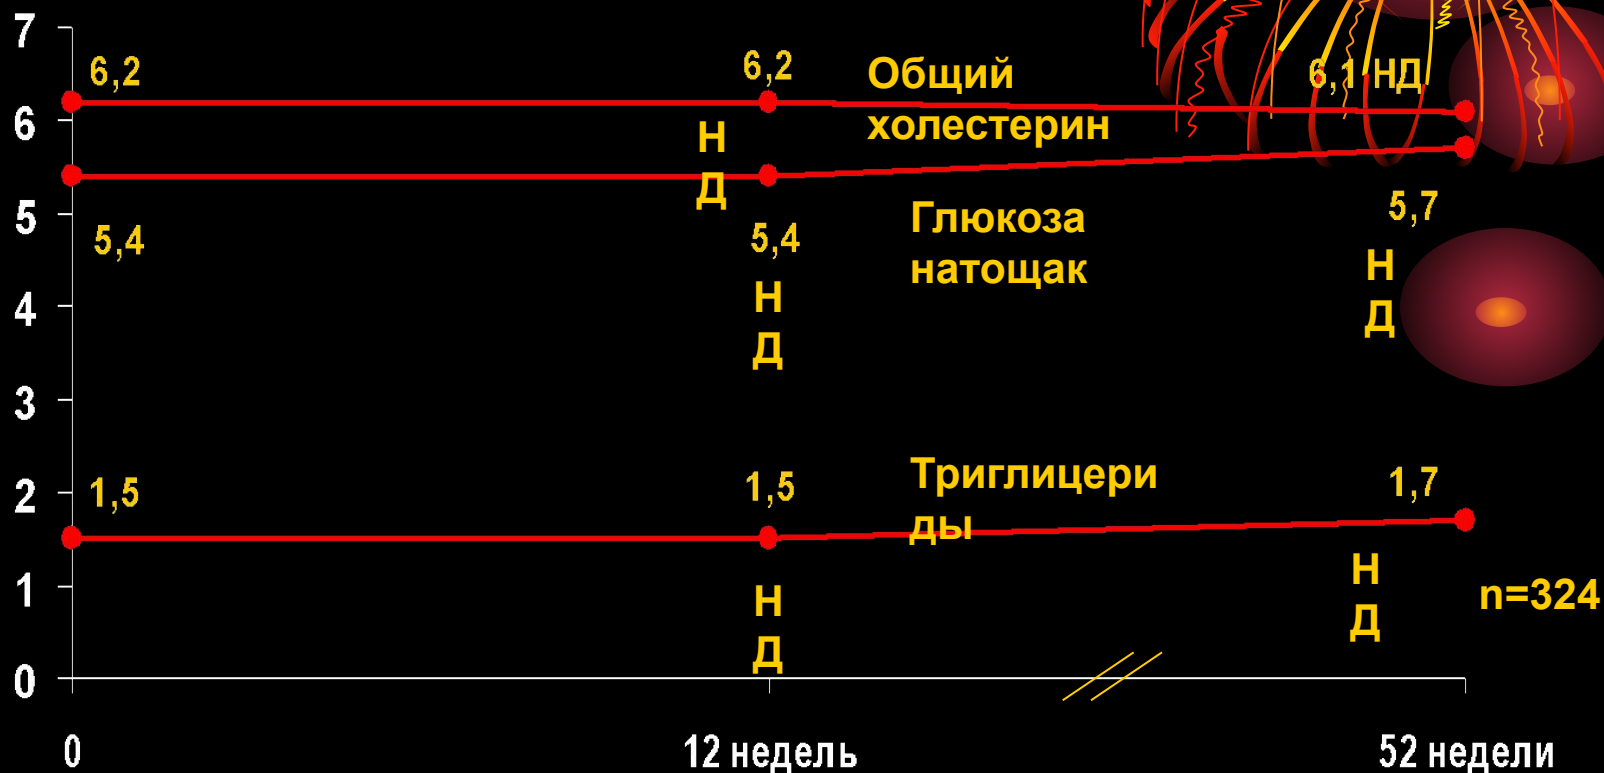 7
6,2
6,2
Общий
холестерин
6,1 НД
6
Н
Д
5
5,4
5,4
Н
Д
Глюкоза
натощак
5,7
Н
Д
4
3
2
1,5
1,5
Триглицери
ды
1,7
Н
Д
1
Н
Д
n=324
0
0
12 недель
52 недели